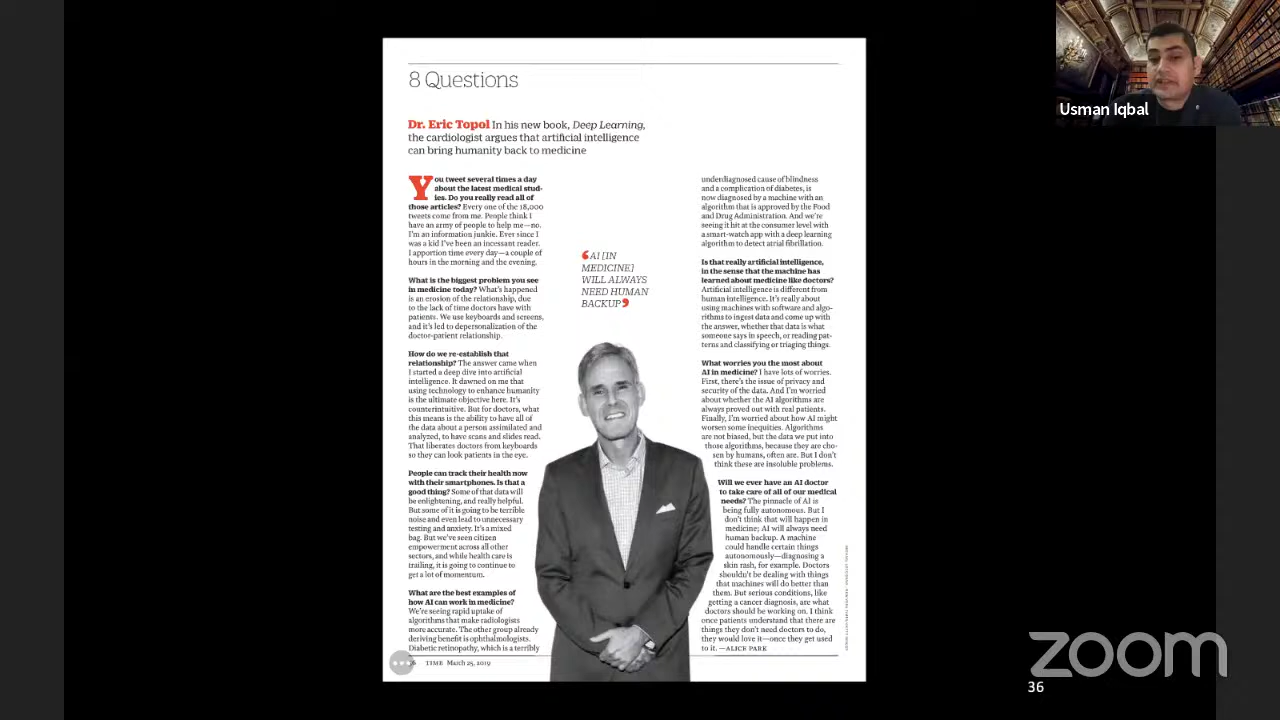 8 Questions
Dr. Eric Topol In his new book, Deep Learning,
the cardiologist argues that artificial intelligence
can bring humanity back to medicine
You tweet several times a day
about the latest medical stud-
ies. Do you really read all of
those articles? Every one of the 18,000
tweets come from me. People think I
have an army of people to help me—no.
I'm an information junkie. Ever since I
was a kid I've been an incessant reader.
I apportion time every day—a couple of
hours in the morning and the evening.
What is the biggest problem you see
in medicine today? What's happened
is an erosion of the relationship, due
to the lack of time doctors have with
patients. We use keyboards and screens,
and it's led to depersonalization of the
doctor-patient relationship.
How do we re-establish that
relationship? The answer came when
I started a deep dive into artificial
intelligence. It dawned on me that
using technology to enhance humanity
is the ultimate objective here. It's
counterintuitive. But for doctors, what
this means is the ability to have all of
the data about a person assimilated and
analyzed, to have scans and slides read.
That liberates doctors from keyboards
so they can look patients in the eye.
People can track their health now
with their smartphones. Is that a
good thing? Some of that data will
be enlightening, and really helpful.
But some of it is going to be terrible
noise and even lead to unnecessary
testing and anxiety. It's a mixed
bag. But we've seen citizen
empowerment across all other
sectors, and while health care is
trailing, it is going to continue to
get a lot of momentum.
What are the best examples of
how AI can work in medicine?
We're seeing rapid uptake of
algorithms that make radiologists
more accurate. The other group already
deriving benefit is ophthalmologists.
Diabetic retinopathy, which is a terribly
6 TIME March 25, 2019
‘AI [IN
MEDICINE]
WILL ALWAYS
NEED HUMAN
BACKUP’
underdiagnosed cause of blindness
and a complication of diabetes, is
now diagnosed by a machine with an
algorithm that is approved by the Food
and Drug Administration. And we're
seeing it hit at the consumer level with
a smart-watch app with a deep learning
algorithm to detect atrial fibrillation.
Is that really artificial intelligence,
in the sense that the machine has
learned about medicine like doctors?
Artificial intelligence is different from
human intelligence. It's really about
using machines with software and algo-
rithms to ingest data and come up with
the answer, whether that data is what
someone says in speech, or reading pat-
terns and classifying or triaging things.
What worries you the most about
AI in medicine? I have lots of worries.
First, there's the issue of privacy and
security of the data. And I'm worried
about whether the AI algorithms are
always proved out with real patients.
Finally, I'm worried about how AI might
worsen some inequities. Algorithms
are not biased, but the data we put into
those algorithms, because they are cho-
sen by humans, often are. But I don't
think these are insoluble problems.
Will we ever have an AI doctor
to take care of all of our medical
needs? The pinnacle of AI is
being fully autonomous. But I
don't think that will happen in
medicine; AI will always need
human backup. A machine
could handle certain things
autonomously—diagnosing a
skin rash, for example. Doctors
shouldn't be dealing with things
that machines will do better than
them. But serious conditions, like
getting a cancer diagnosis, are what
doctors should be working on. I think
once patients understand that there are
things they don't need doctors to do,
they would love it—once they get used
to it. —ALICE PARK
Usman Iqbal
zoom
36